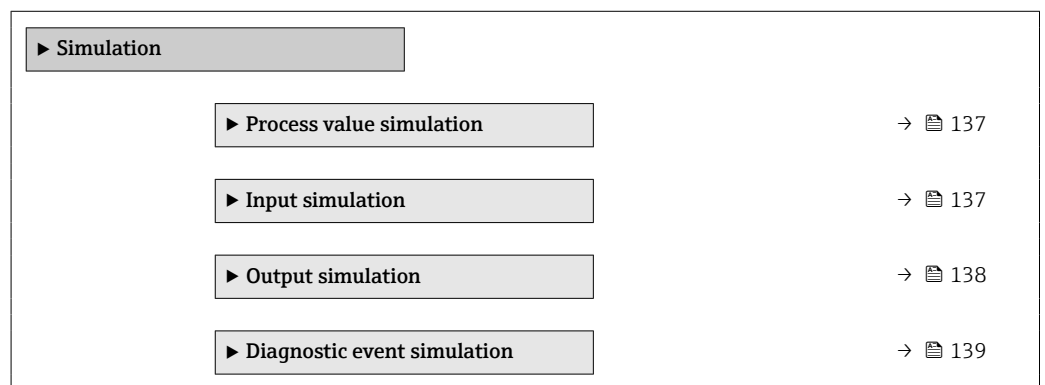 ▶ Simulation
▶ Process value simulation → 137
▶ Input simulation → 137
▶ Output simulation → 138
▶ Diagnostic event simulation → 139